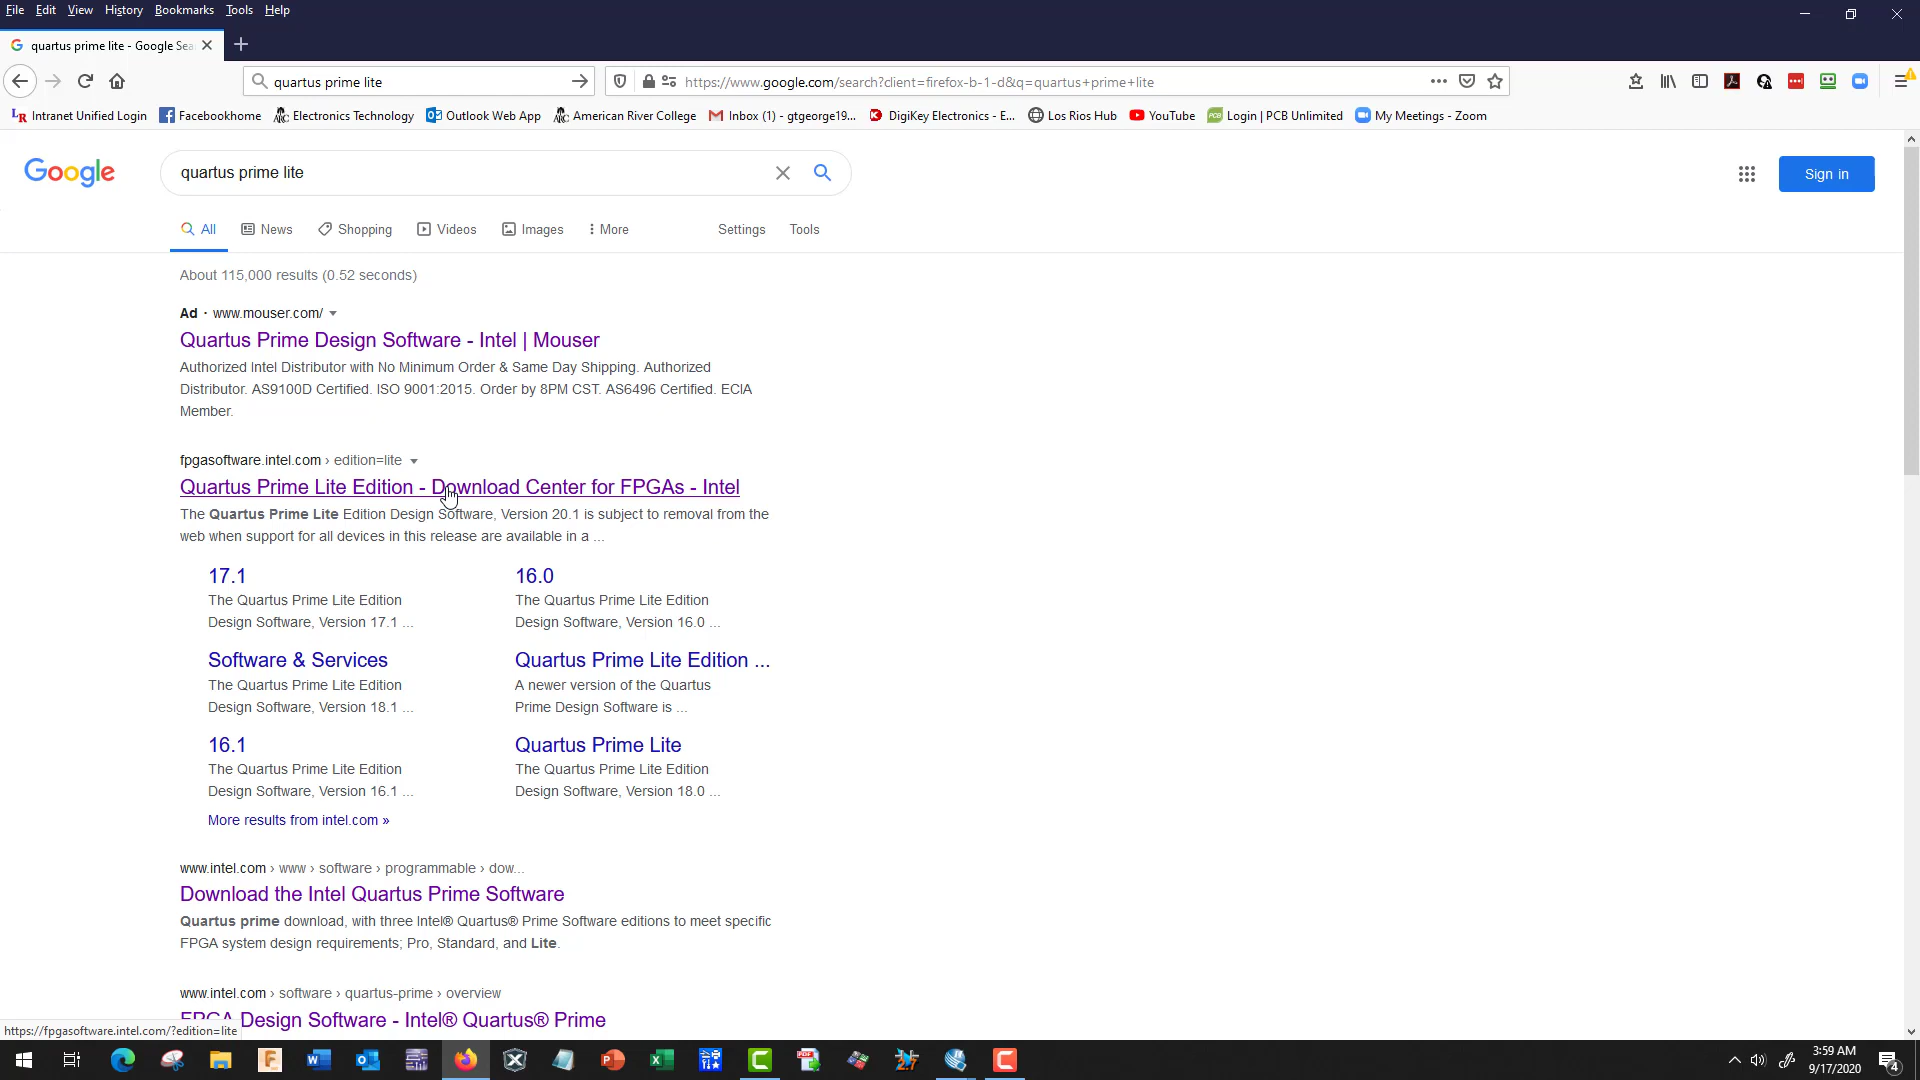 File Edit View History Bookmarks Tools Help
quartus prime lite - Google Sea
quartus prime lite
https://www.google.com/search?client=firefox-b-1-d&q=quartus+prime+lite
Intranet Unified Login Facebookhome Electronics Technology Outlook Web App American River College Inbox (1) - gtgeorge19... DigiKey Electronics - E... Los Rios Hub YouTube Login | PCB Unlimited My Meetings - Zoom
Google
quartus prime lite
Sign in
All News Shopping Videos Images More Settings Tools
About 115,000 results (0.52 seconds)
Ad · www.mouser.com/
Quartus Prime Design Software - Intel | Mouser
Authorized Intel Distributor with No Minimum Order & Same Day Shipping. Authorized
Distributor. AS9100D Certified. ISO 9001:2015. Order by 8PM CST. AS6496 Certified. ECIA
Member.
fpgasoftware.intel.com › edition=lite
Quartus Prime Lite Edition - Download Center for FPGAs - Intel
The Quartus Prime Lite Edition Design Software, Version 20.1 is subject to removal from the
web when support for all devices in this release are available in a ...
17.1
The Quartus Prime Lite Edition
Design Software, Version 17.1 ...
16.0
The Quartus Prime Lite Edition
Design Software, Version 16.0 ...
Software & Services
The Quartus Prime Lite Edition
Design Software, Version 18.1 ...
Quartus Prime Lite Edition ...
A newer version of the Quartus
Prime Design Software is ...
16.1
The Quartus Prime Lite Edition
Design Software, Version 16.1 ...
Quartus Prime Lite
The Quartus Prime Lite Edition
Design Software, Version 18.0 ...
More results from intel.com »
www.intel.com › www › software › programmable › dow...
Download the Intel Quartus Prime Software
Quartus prime download, with three Intel® Quartus® Prime Software editions to meet specific
FPGA system design requirements; Pro, Standard, and Lite.
www.intel.com › software › quartus-prime › overview
FPGA Design Software - Intel® Quartus® Prime
https://fpgasoftware.intel.com/?edition=lite
3:59 AM
9/17/2020
4